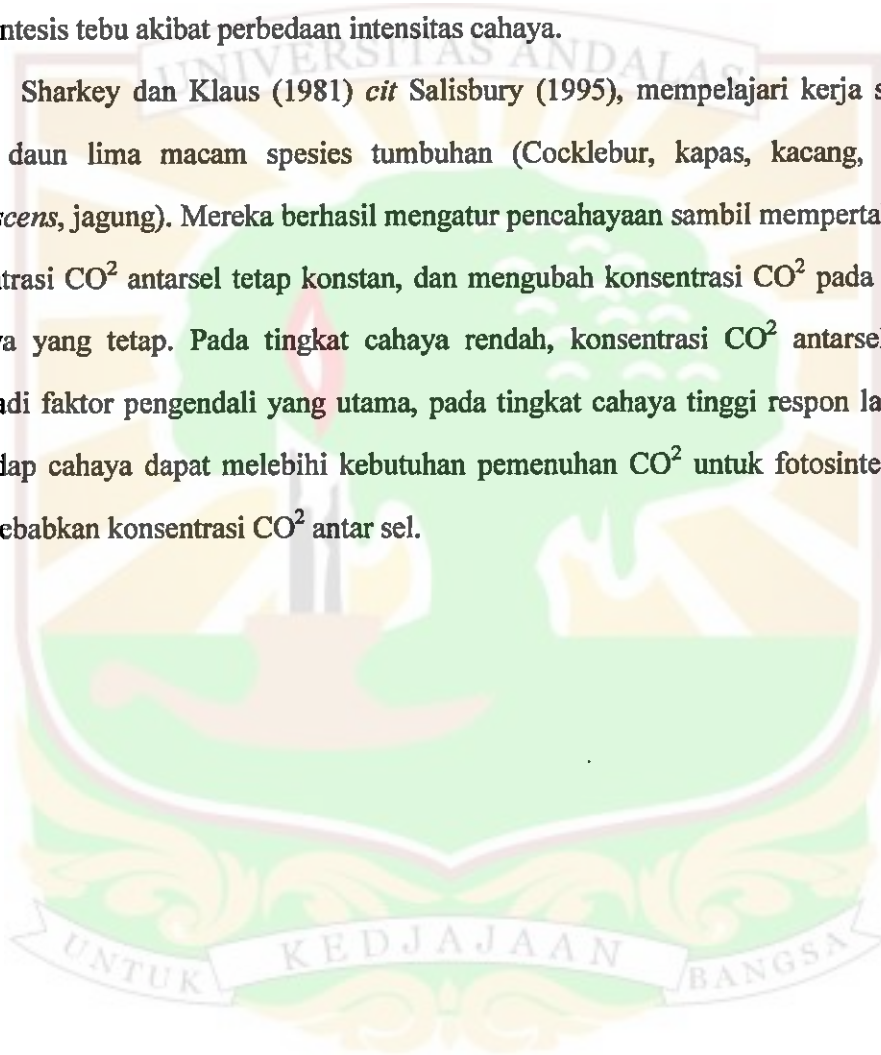 ntesis tebu akibat perbedaan intensitas cahaya.
UNIVERSITAS ANDALAS
Sharkey dan Klaus (1981) cit Salisbury (1995), mempelajari kerja s
daun lima macam spesies tumbuhan (Cocklebur, kapas, kacang,
scens, jagung). Mereka berhasil mengatur pencahayaan sambil memperta
trasi CO² antarsel tetap konstan, dan mengubah konsentrasi CO² pada
a yang tetap. Pada tingkat cahaya rendah, konsentrasi CO² antarsel
adi faktor pengendali yang utama, pada tingkat cahaya tinggi respon la
dap cahaya dapat melebihi kebutuhan pemenuhan CO² untuk fotosinte
ebabkan konsentrasi CO² antar sel.
UNTUK KEDJAJAAN BANGSA